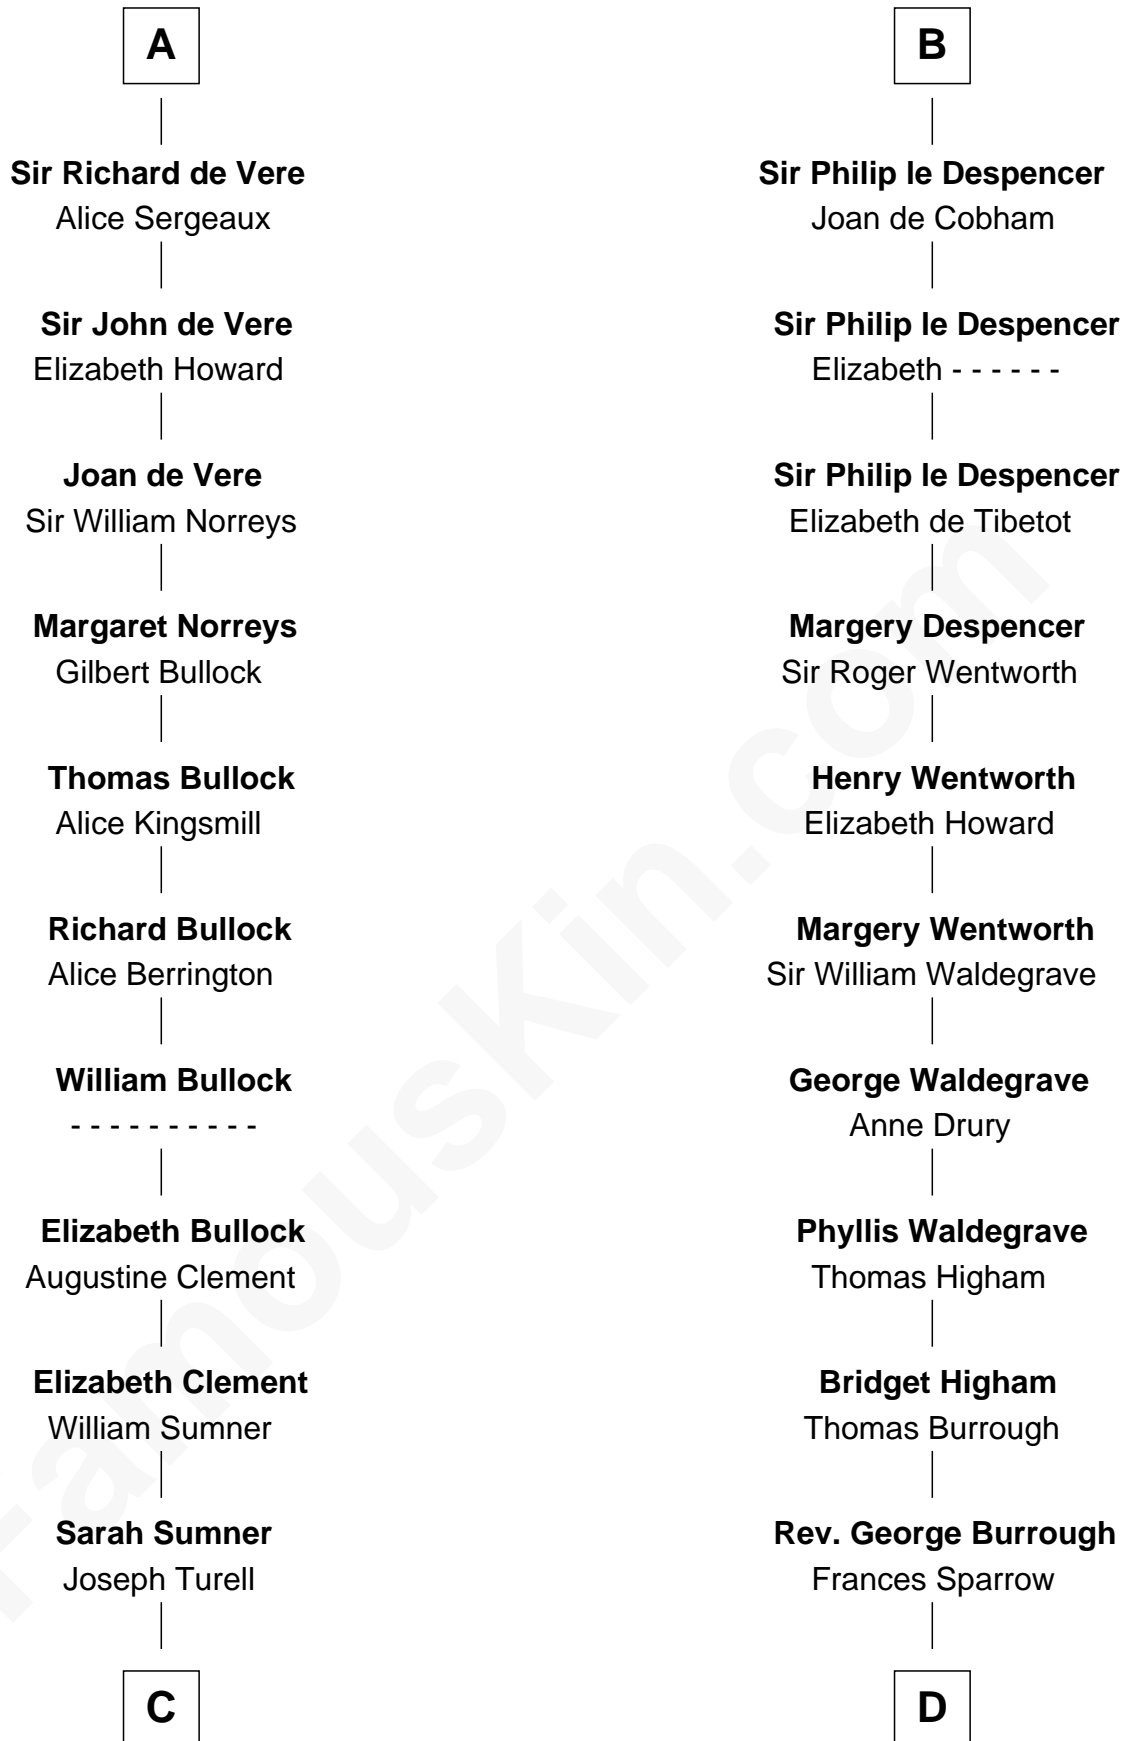 A
Sir Richard de Vere
Alice Sergeaux
Sir John de Vere
Elizabeth Howard
Joan de Vere
Sir William Norreys
Margaret Norreys
Gilbert Bullock
Thomas Bullock
Alice Kingsmill
Richard Bullock
Alice Berrington
William Bullock
- - - - - - - - - -
Elizabeth Bullock
Augustine Clement
Elizabeth Clement
William Sumner
Sarah Sumner
Joseph Turell
C
B
Sir Philip le Despencer
Joan de Cobham
Sir Philip le Despencer
Elizabeth - - - - - -
Sir Philip le Despencer
Elizabeth de Tibetot
Margery Despencer
Sir Roger Wentworth
Henry Wentworth
Elizabeth Howard
Margery Wentworth
Sir William Waldegrave
George Waldegrave
Anne Drury
Phyllis Waldegrave
Thomas Higham
Bridget Higham
Thomas Burrough
Rev. George Burrough
Frances Sparrow
D
FamousKin.com